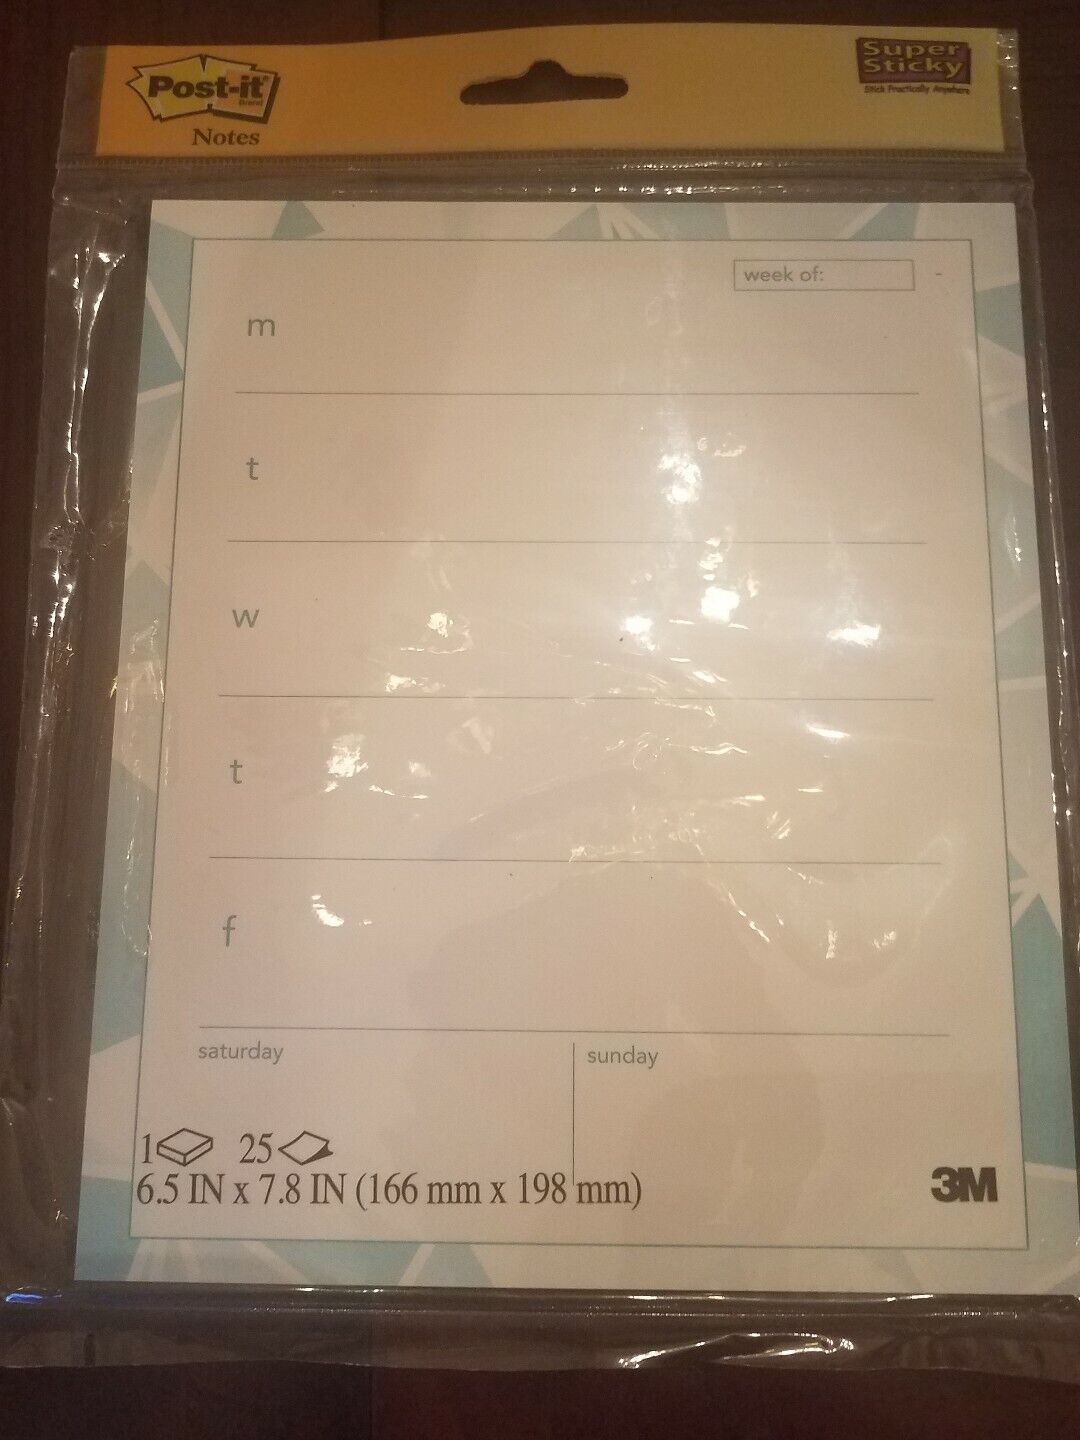 Post-it®
Brand
Notes
Super
Sticky
Stick Practically Anywhere
week of:
m
t
w
t
f
saturday
sunday
1 25
6.5 IN x 7.8 IN (166 mm x 198 mm)
3M